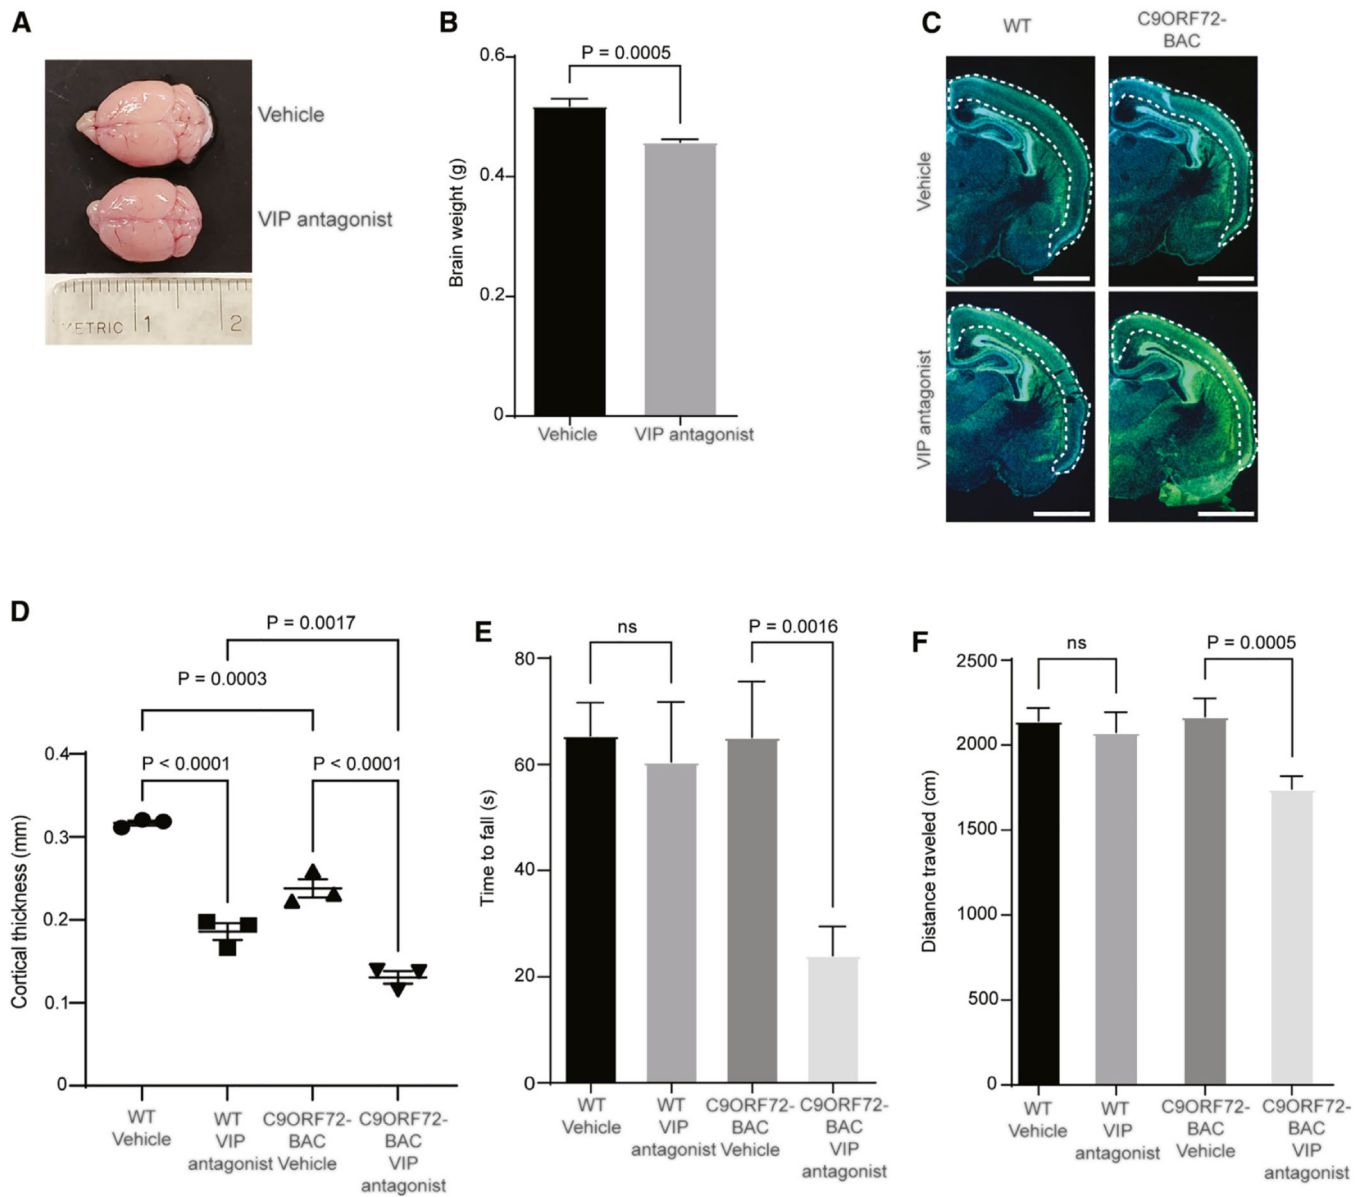 A
Vehicle
VIP antagonist
METRIC 1 2
B
P = 0.0005
0.6
0.4
0.2
0
Brain weight (g)
Vehicle VIP antagonist
C
WT
C9ORF72-
BAC
Vehicle
VIP antagonist
D
P = 0.0017
P = 0.0003
P < 0.0001 P < 0.0001
0.4
0.3
0.2
0.1
0
Cortical thickness (mm)
WT
Vehicle
WT
VIP
antagonist
C9ORF72-
BAC
Vehicle
C9ORF72-
BAC
VIP
antagonist
E
ns
P = 0.0016
80
60
40
20
0
Time to fall (s)
WT
Vehicle
WT
VIP
antagonist
C9ORF72-
BAC
Vehicle
C9ORF72-
BAC
VIP
antagonist
F
ns
P = 0.0005
2500
2000
1500
1000
500
0
Distance traveled (cm)
WT
Vehicle
WT
VIP
antagonist
C9ORF72-
BAC
Vehicle
C9ORF72-
BAC
VIP
antagonist